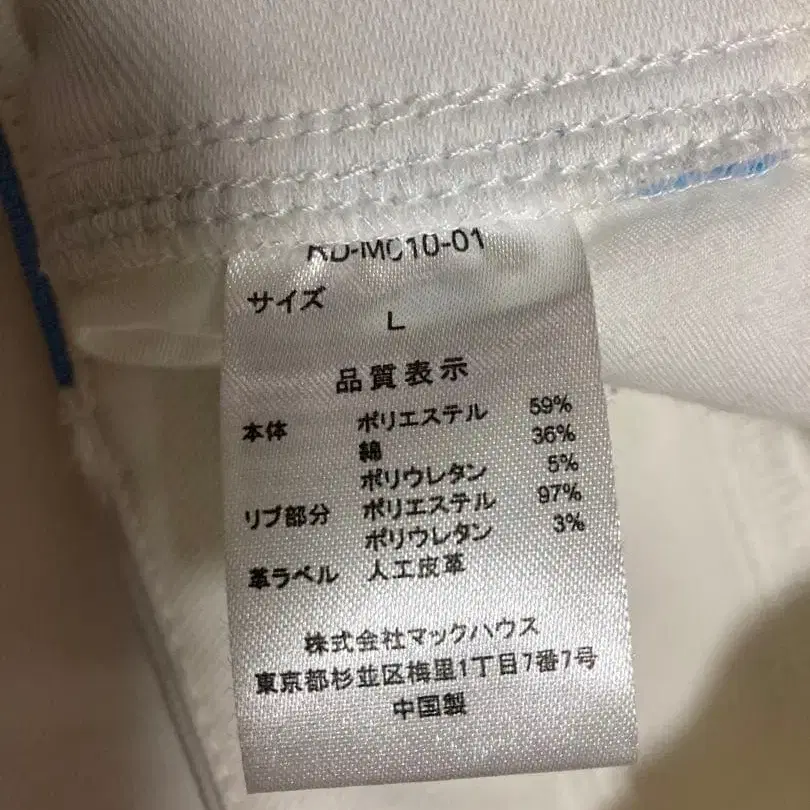 サイズ
L
品質表示
本体 ポリエステル 59%
綿 36%
ポリウレタン 5%
リブ部分 ポリエステル 97%
ポリウレタン 3%
革ラベル 人工皮革
株式会社マックハウス
東京都杉並区梅里1丁目7番7号
中国製